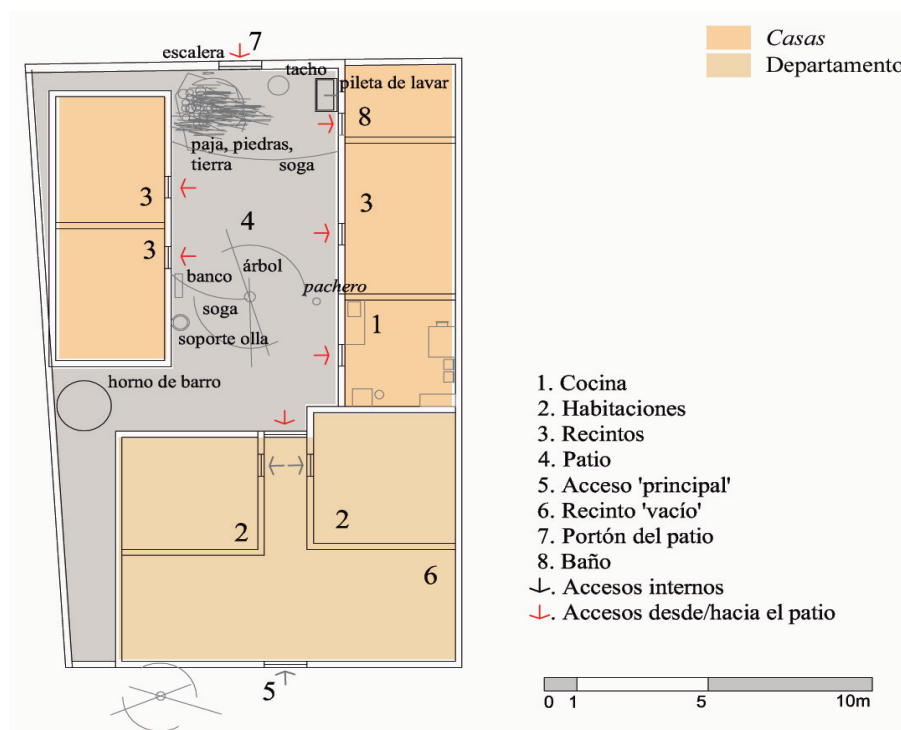 7
escalera
tacho
pileta de lavar
8
paja, piedras,
tierra
soga
3
3
4
3
banco
árbol
pachero
soga
soporte olla
1
horno de barro
2
2
6
5
Casas
Departamento
1. Cocina
2. Habitaciones
3. Recintos
4. Patio
5. Acceso 'principal'
6. Recinto 'vacío'
7. Portón del patio
8. Baño
. Accesos internos
. Accesos desde/hacia el patio
0 1 5 10m